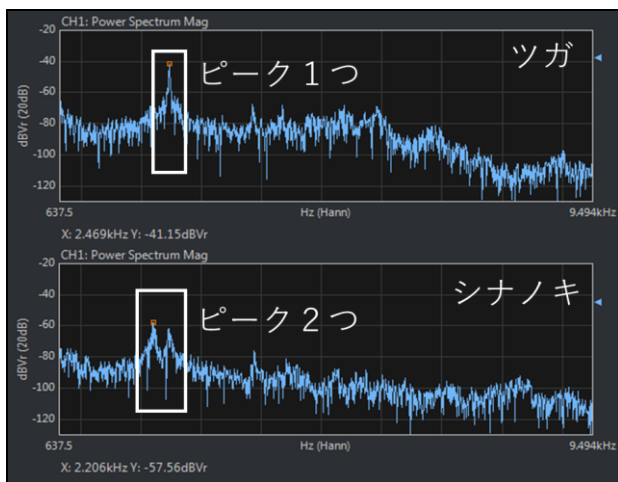 CH1: Power Spectrum Mag
-20
-40
-60
-80
-100
-120
dBVr (20dB)
ピーク１つ
ツガ
637.5
Hz (Hann)
9.494kHz
X: 2.469kHz Y: -41.15dBVr
CH1: Power Spectrum Mag
-20
-40
-60
-80
-100
-120
dBVr (20dB)
ピーク２つ
シナノキ
637.5
Hz (Hann)
9.494kHz
X: 2.206kHz Y: -57.56dBVr